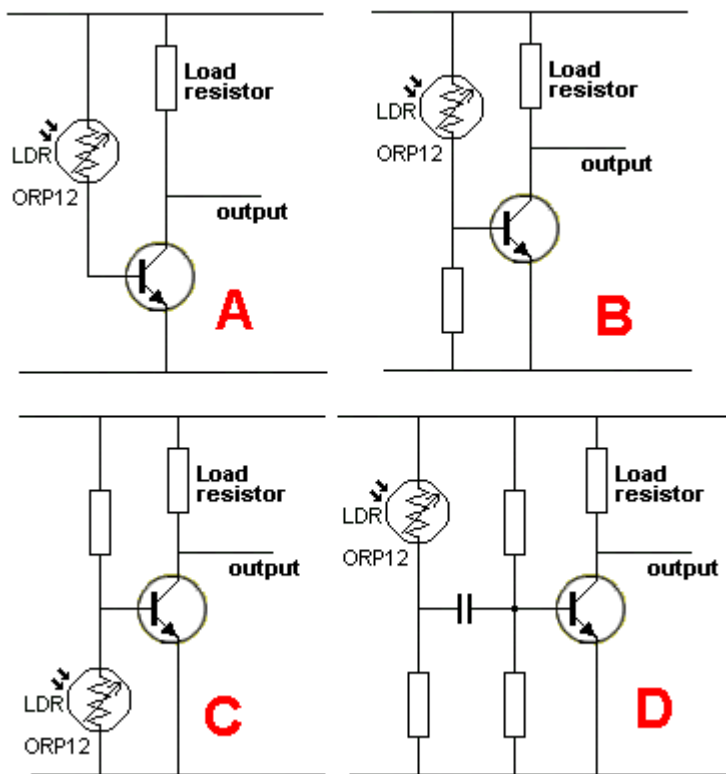 Load
resistor
LDR
ORP12
output
A
Load
resistor
LDR
ORP12
output
B
Load
resistor
output
LDR
ORP12
C
Load
resistor
LDR
ORP12
output
D